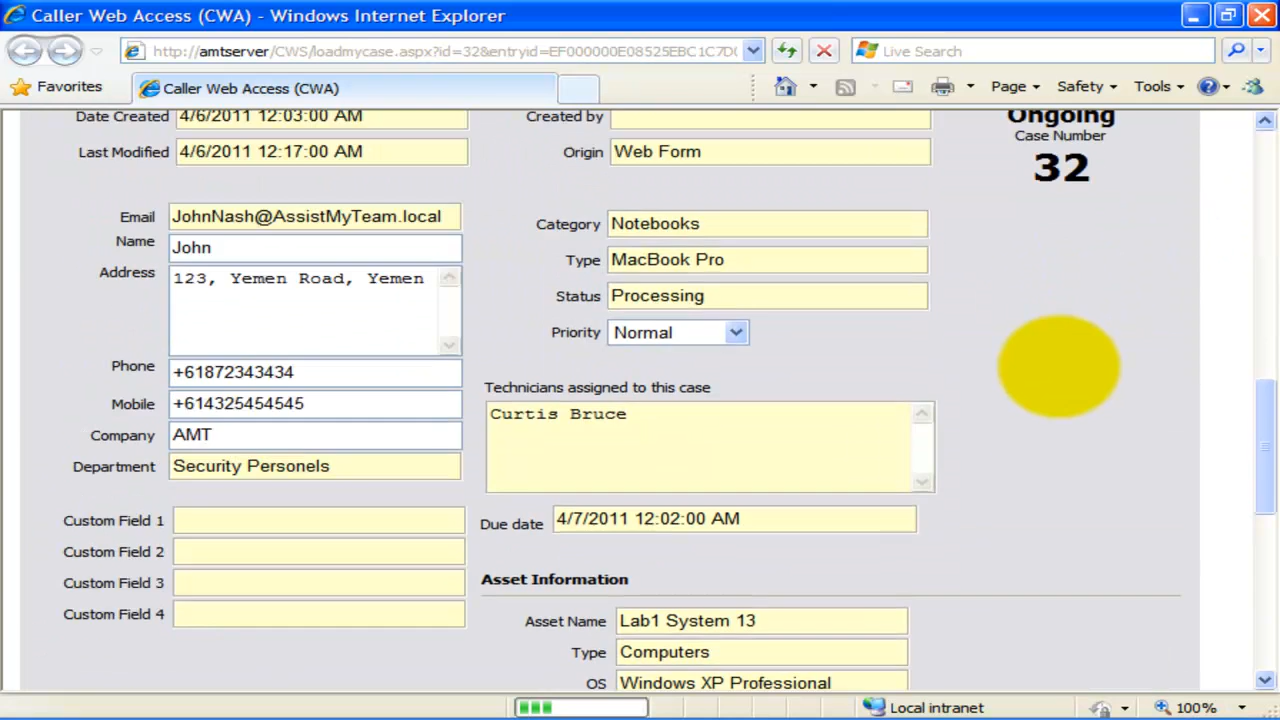 Caller Web Access (CWA) - Windows Internet Explorer
http://amtserver/CWS/loadmycase.aspx?id=32&entryid=EF000000E08525EBC1C7D
Live Search
Favorites
Caller Web Access (CWA)
Page
Safety
Tools
Date Created 4/6/2011 12:03:00 AM
Created by
Ongoing
Last Modified 4/6/2011 12:17:00 AM
Origin Web Form
Case Number
32
Email JohnNash@AssistMyTeam.local
Name John
Address 123, Yemen Road, Yemen
Phone +61872343434
Mobile +614325454545
Company AMT
Department Security Personels
Custom Field 1
Custom Field 2
Custom Field 3
Custom Field 4
Category Notebooks
Type MacBook Pro
Status Processing
Priority Normal
Technicians assigned to this case
Curtis Bruce
Due date 4/7/2011 12:02:00 AM
Asset Information
Asset Name Lab1 System 13
Type Computers
OS Windows XP Professional
Local intranet
100%